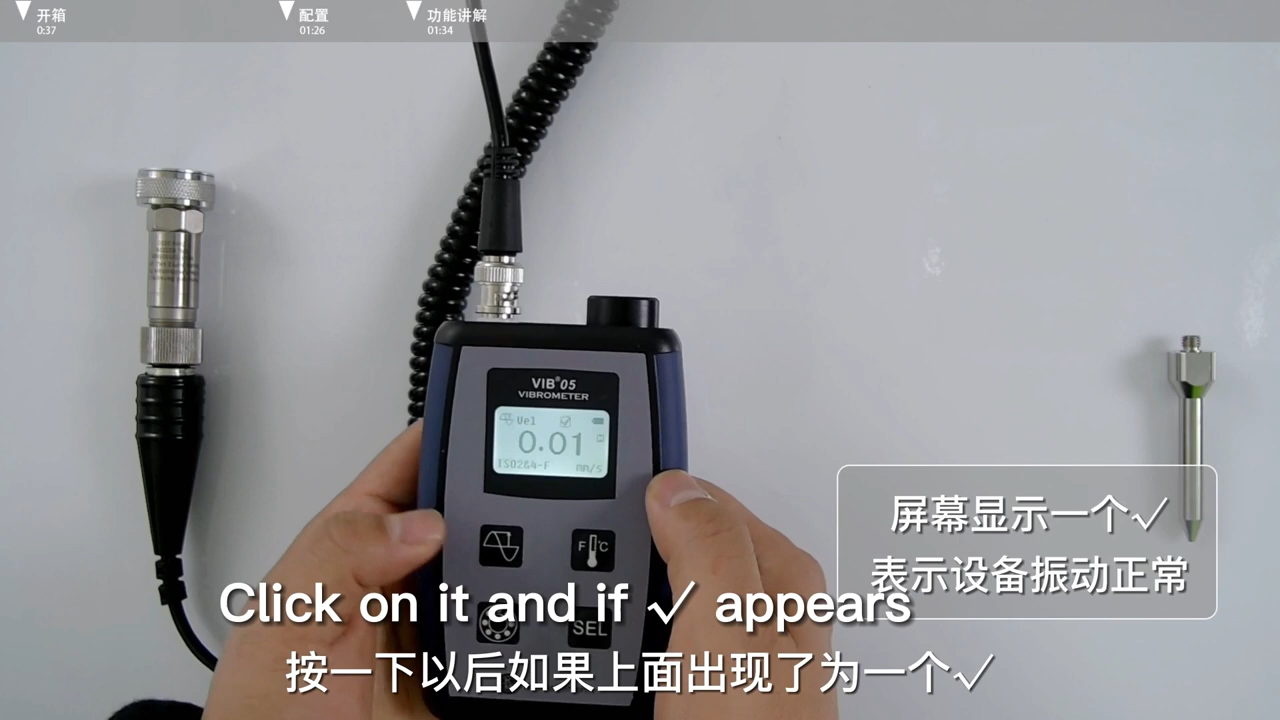 开箱
0:37
配置
01:26
功能讲解
01:34
VIB® 05
VIBROMETER
Vel
0.01
mm/s
F °C
SEL
屏幕显示一个✓
表示设备振动正常
Click on it and if ✓ appears
按一下以后如果上面出现了为一个✓